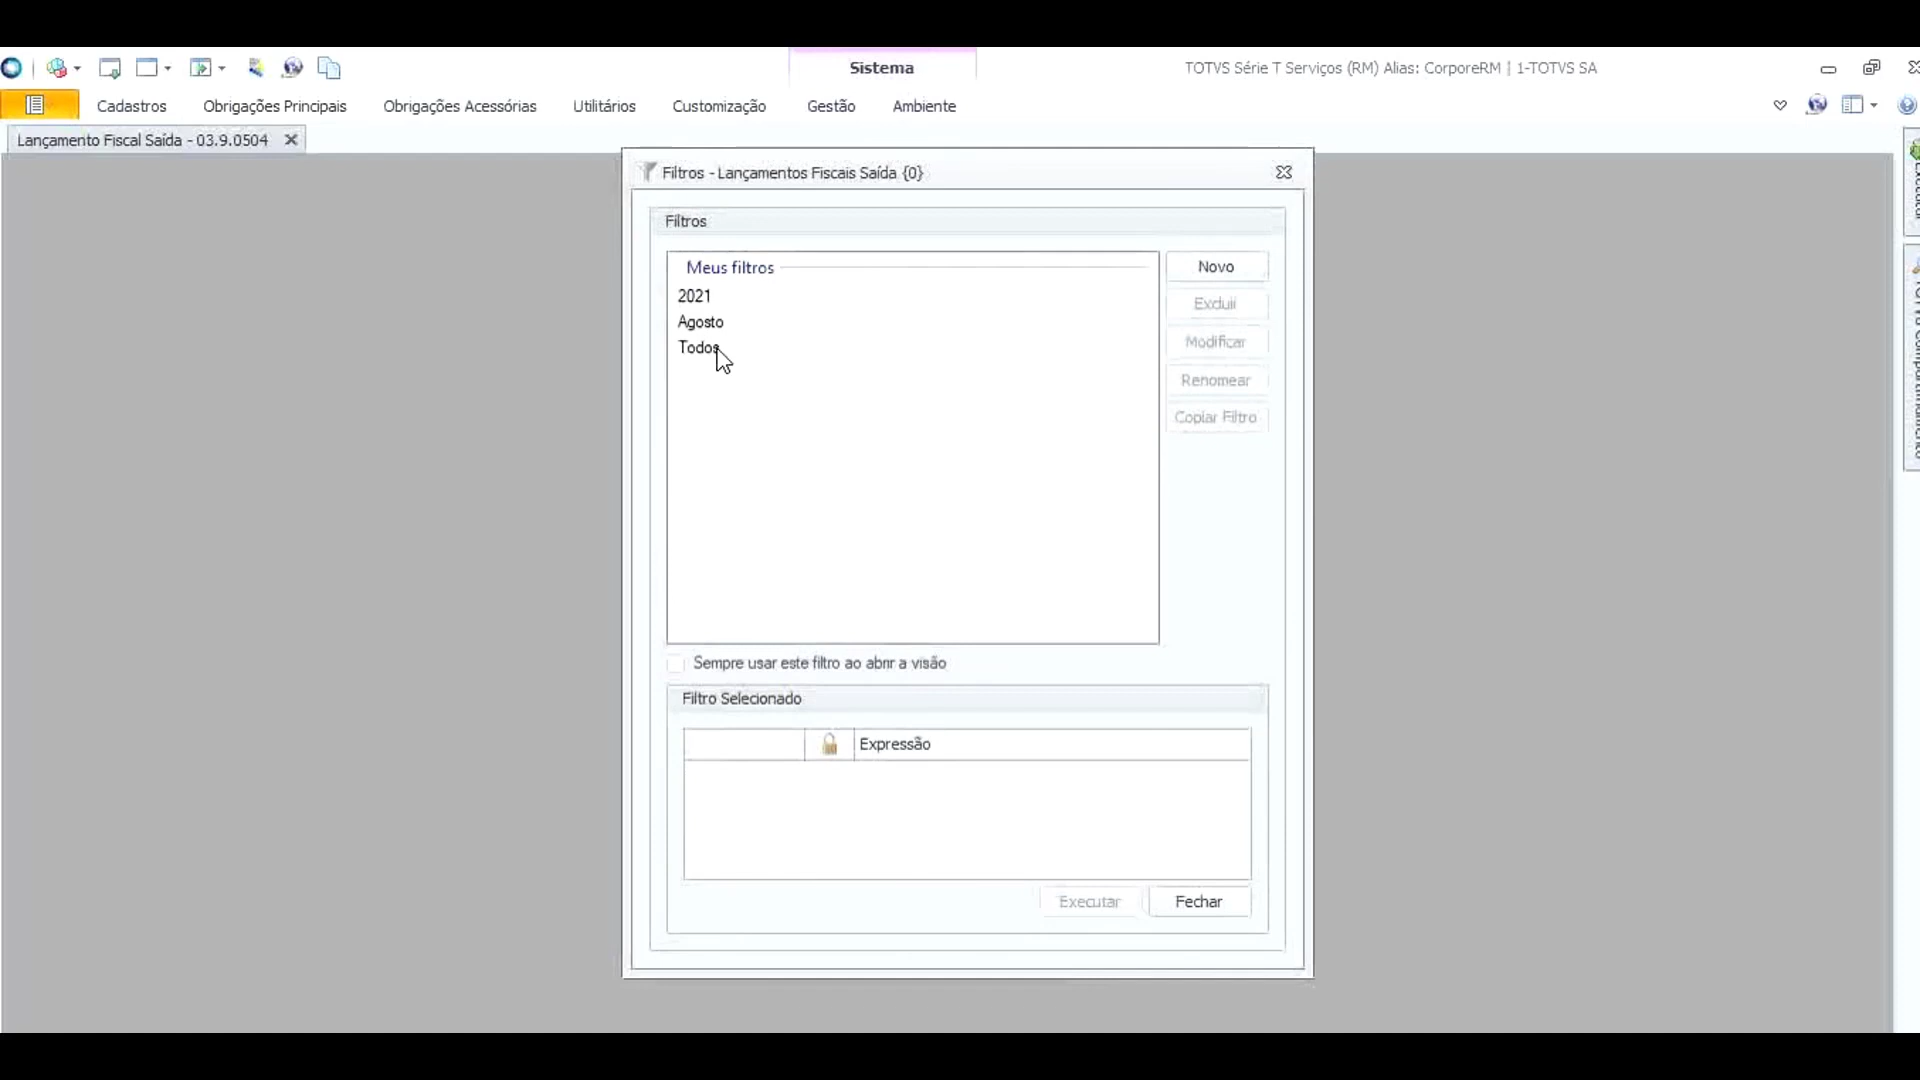 Sistema
TOTVS Série T Serviços (RM) Alias: CorporeRM | 1-TOTVS SA
Cadastros Obrigações Principais Obrigações Acessórias Utilitários Customização Gestão Ambiente
Lançamento Fiscal Saída - 03.9.0504
Filtros - Lançamentos Fiscais Saída {0}
Filtros
Meus filtros
2021
Agosto
Todos
Novo
Excluir
Modificar
Renomear
Copiar Filtro
Sempre usar este filtro ao abrir a visão
Filtro Selecionado
Expressão
Executar
Fechar